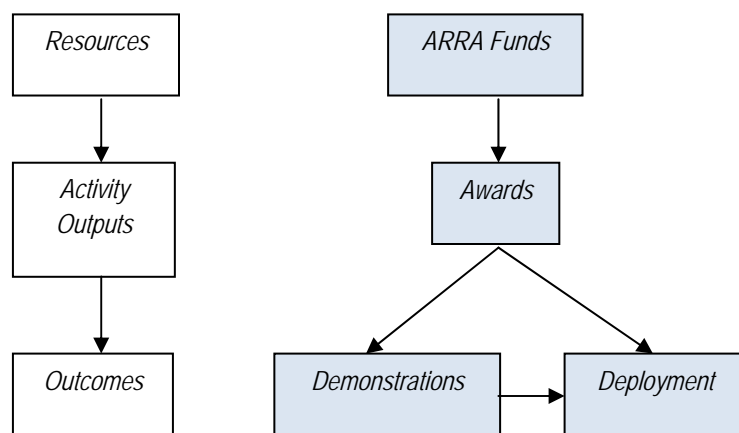 Resources
ARRA Funds
Activity
Outputs
Awards
Outcomes
Demonstrations
Deployment